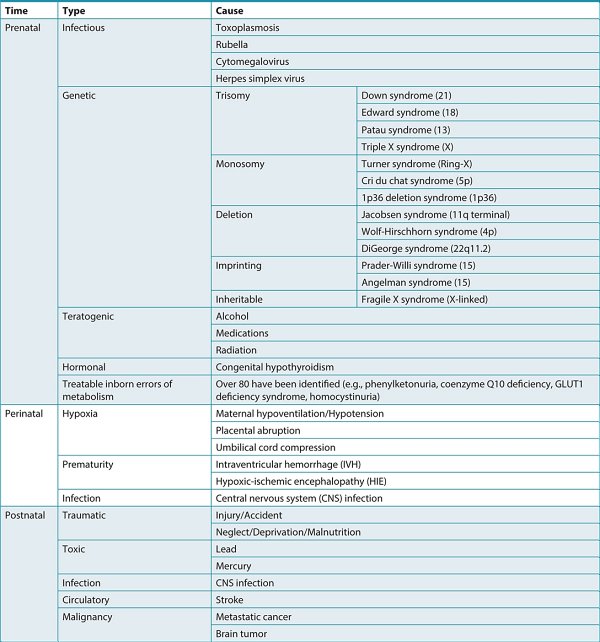 Time Type Cause
Prenatal Infectious Toxoplasmosis
Rubella
Cytomegalovirus
Herpes simplex virus
Genetic Trisomy Down syndrome (21)
Edward syndrome (18)
Patau syndrome (13)
Triple X syndrome (X)
Monosomy Turner syndrome (Ring-X)
Cri du chat syndrome (5p)
1p36 deletion syndrome (1p36)
Deletion Jacobsen syndrome (11q terminal)
Wolf-Hirschhorn syndrome (4p)
DiGeorge syndrome (22q11.2)
Imprinting Prader-Willi syndrome (15)
Angelman syndrome (15)
Inheritable Fragile X syndrome (X-linked)
Teratogenic Alcohol
Medications
Radiation
Hormonal Congenital hypothyroidism
Treatable inborn errors of Over 80 have been identified (e.g., phenylketonuria, coenzyme Q10 deficiency, GLUT1
metabolism deficiency syndrome, homocystinuria)
Perinatal Hypoxia Maternal hypoventilation/Hypotension
Placental abruption
Umbilical cord compression
Prematurity Intraventricular hemorrhage (IVH)
Hypoxic-ischemic encephalopathy (HIE)
Infection Central nervous system (CNS) infection
Postnatal Traumatic Injury/Accident
Neglect/Deprivation/Malnutrition
Toxic Lead
Mercury
Infection CNS infection
Circulatory Stroke
Malignancy Metastatic cancer
Brain tumor